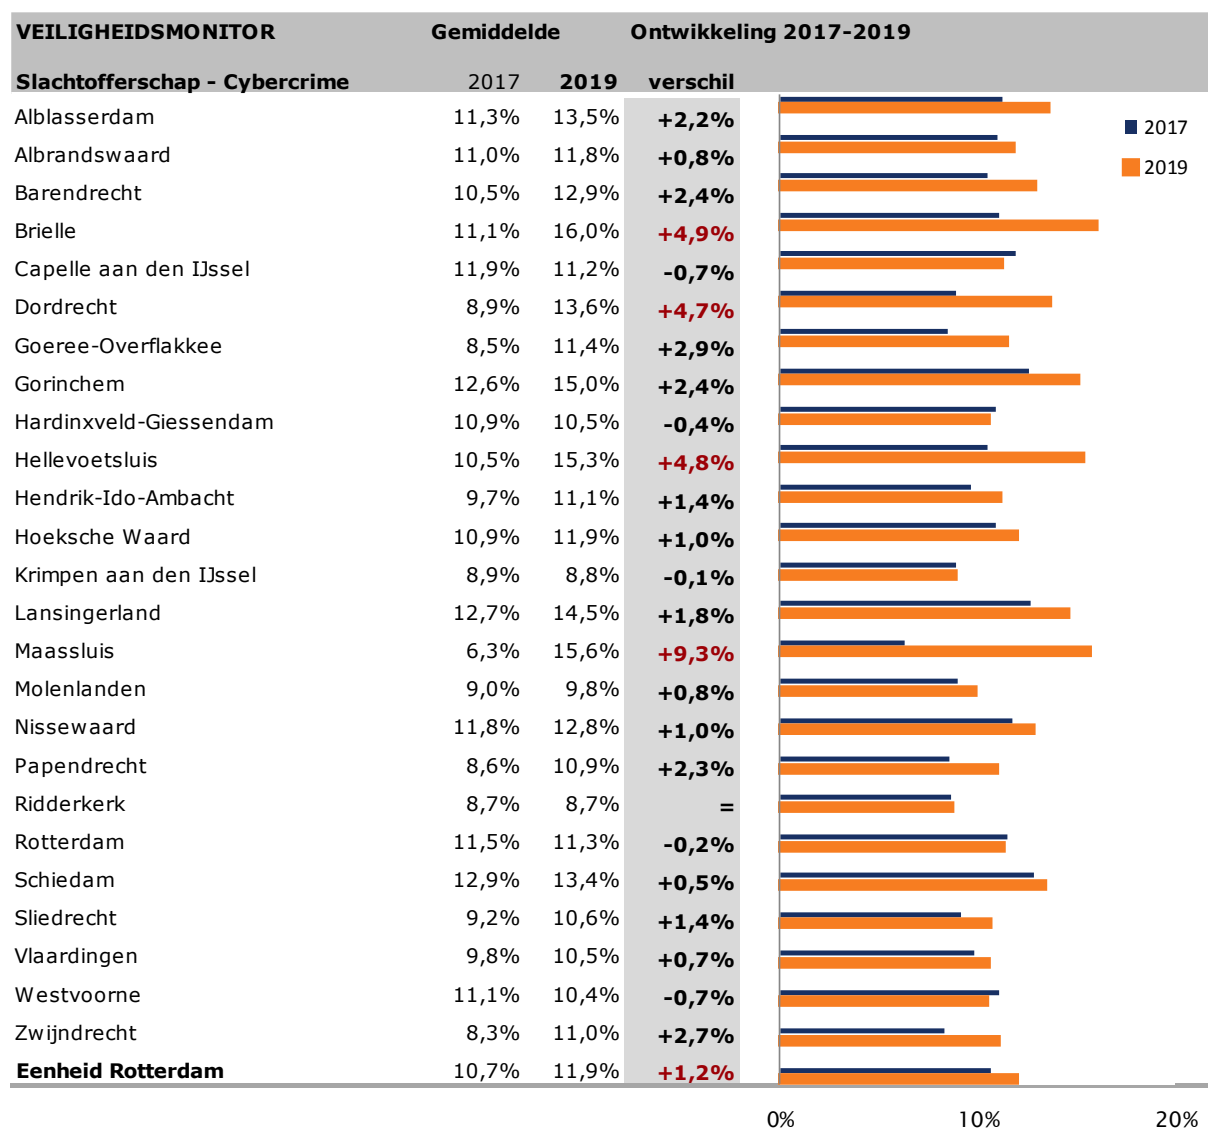 VEILIGHEIDSMONITOR Gemiddelde Ontwikkeling 2017-2019
Slachtofferschap - Cybercrime 2017 2019 verschil
Alblasserdam 11,3% 13,5% +2,2%
2017
Albrandswaard 11,0% 11,8% +0,8%
2019
Barendrecht 10,5% 12,9% +2,4%
Brielle 11,1% 16,0% +4,9%
Capelle aan den IJssel 11,9% 11,2% -0,7%
Dordrecht 8,9% 13,6% +4,7%
Goeree-Overflakkee 8,5% 11,4% +2,9%
Gorinchem 12,6% 15,0% +2,4%
Hardinxveld-Giessendam 10,9% 10,5% -0,4%
Hellevoetsluis 10,5% 15,3% +4,8%
Hendrik-Ido-Ambacht 9,7% 11,1% +1,4%
Hoeksche Waard 10,9% 11,9% +1,0%
Krimpen aan den IJssel 8,9% 8,8% -0,1%
Lansingerland 12,7% 14,5% +1,8%
Maassluis 6,3% 15,6% +9,3%
Molenlanden 9,0% 9,8% +0,8%
Nissewaard 11,8% 12,8% +1,0%
Papendrecht 8,6% 10,9% +2,3%
Ridderkerk 8,7% 8,7% =
Rotterdam 11,5% 11,3% -0,2%
Schiedam 12,9% 13,4% +0,5%
Sliedrecht 9,2% 10,6% +1,4%
Vlaardingen 9,8% 10,5% +0,7%
Westvoorne 11,1% 10,4% -0,7%
Zwijndrecht 8,3% 11,0% +2,7%
Eenheid Rotterdam 10,7% 11,9% +1,2%
0% 10% 20%